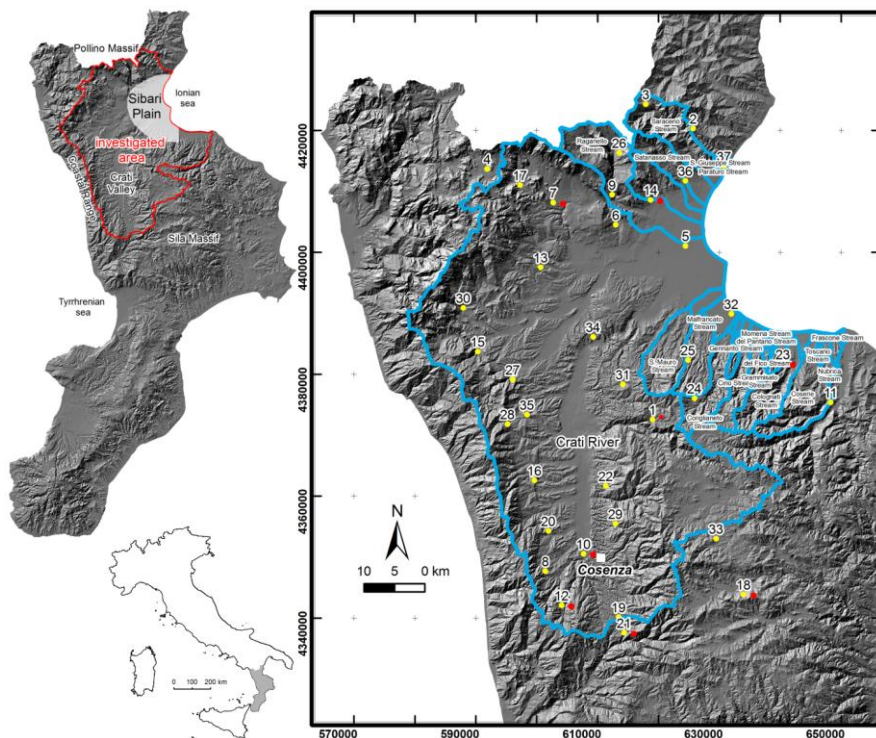 Pollino Massif
Ionian
sea
Sibari
Plain
investigated
area
Crati
Valley
Coastal Range
Sila Massif
Tyrrhenian
sea
0 100 200 km
4420000
4400000
4380000
4360000
4340000
570000 590000 610000 630000 650000
3
Saraceno
Stream
2
Raganello
Stream
26
Satanasso Stream
37
S. Giuseppe Stream
Paraturo Stream
36
4
17
7
9
14
6
5
13
30
34
32
Malfrancato
Stream
Momena Stream
del Pantano Stream
Frascone Stream
Gennarito Stream
Toscano
Stream
15
25
del Fico Stream
23
S. Mauro
Stream
Grammisato
Stream
Nubrica
Stream
27
31
Cino Stream
Colognati
Stream
Coserie
Stream
24
11
35
28
1
Coriglianeto
Stream
Crati River
16
22
29
20
33
N
10
Cosenza
8
10 5 0 km
12
18
19
21